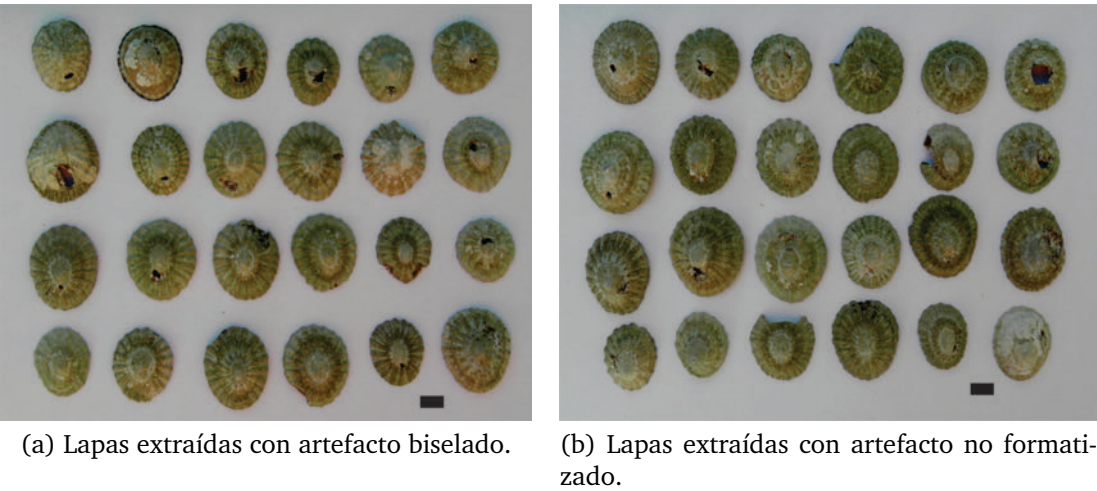 (a) Lapas extraídas con artefacto biselado.
(b) Lapas extraídas con artefacto no formati-
zado.